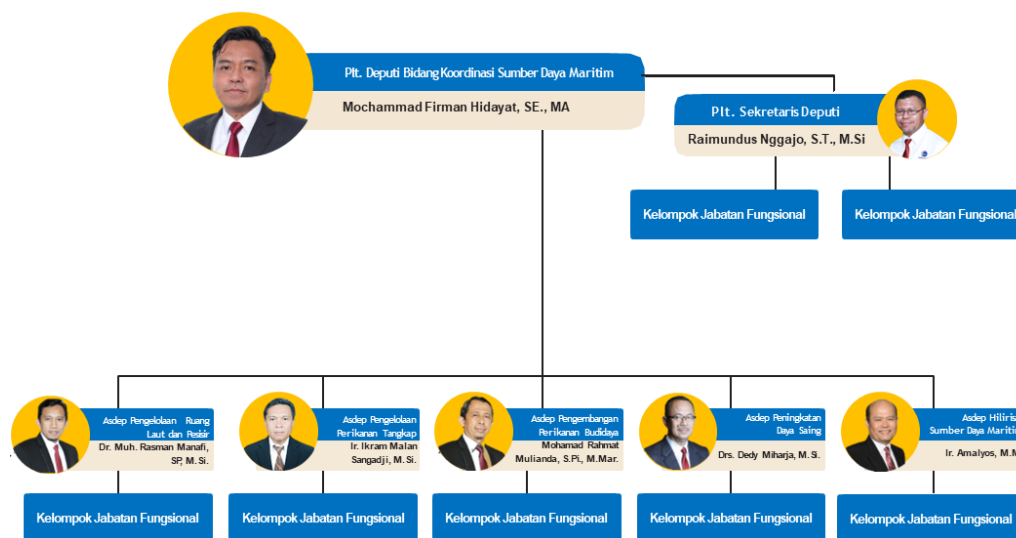 Plt. Deputi Bidang Koordinasi Sumber Daya Maritim
Mochammad Firman Hidayat, SE., MA
Plt. Sekretaris Deputi
Raimundus Nggajo, S.T., M.Si
Kelompok Jabatan Fungsional
Kelompok Jabatan Fungsional
Asdep Pengelolaan Ruang
Laut dan Pesisir
Dr. Muh. Rasman Manafi,
SP, M.Si.
Asdep Pengelolaan
Perikanan Tangkap
Ir. Ikram Malan
Sangadji, M.Si.
Asdep Pengembangan
Perikanan Budidaya
Mohamad Rahmat
Mulianda, S.Pi., M.Mar.
Asdep Peningkatan
Daya Saing
Drs. Dedy Miharja, M.Si.
Asdep Hiliris
Sumber Daya Maritim
Ir. Amalyos, M.M
Kelompok Jabatan Fungsional
Kelompok Jabatan Fungsional
Kelompok Jabatan Fungsional
Kelompok Jabatan Fungsional
Kelompok Jabatan Fungsional